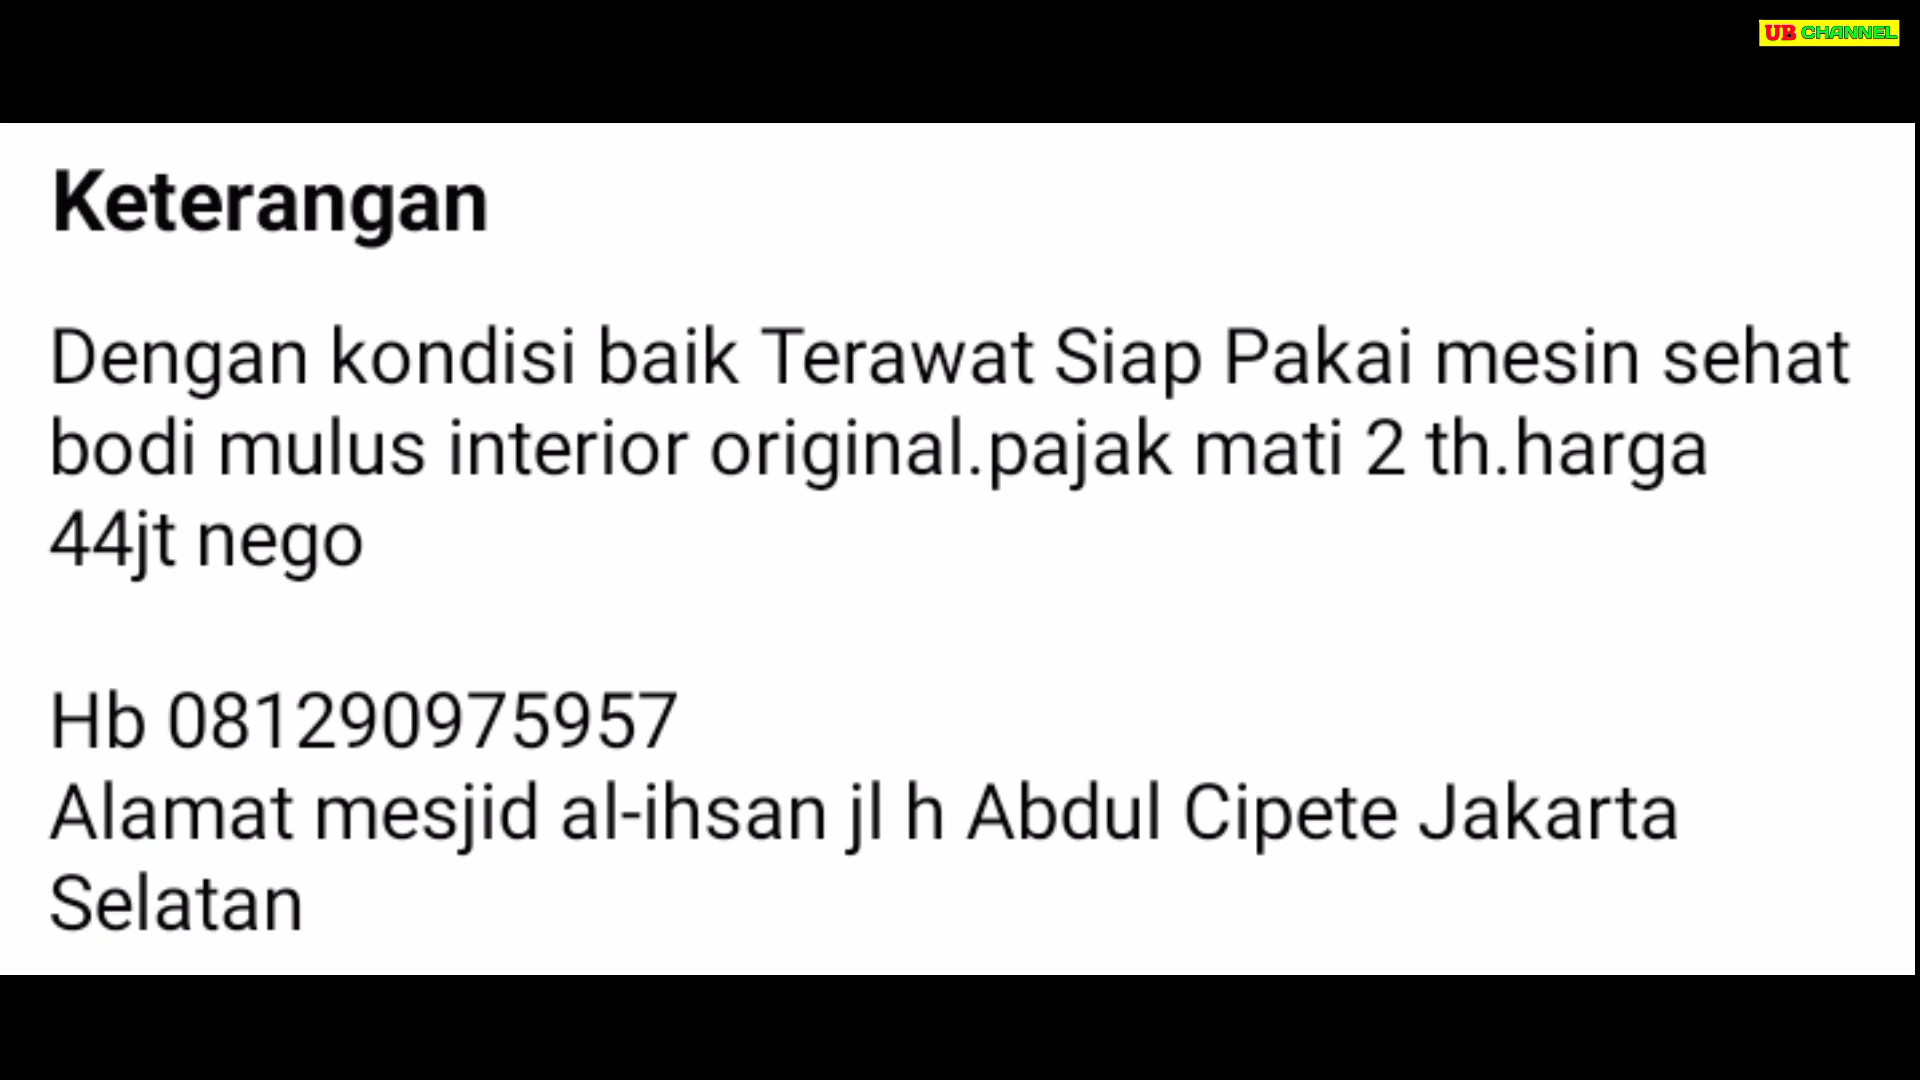 UB CHANNEL
Keterangan
Dengan kondisi baik Terawat Siap Pakai mesin sehat
bodi mulus interior original.pajak mati 2 th.harga
44jt nego
Hb 081290975957
Alamat mesjid al-ihsan jl h Abdul Cipete Jakarta
Selatan